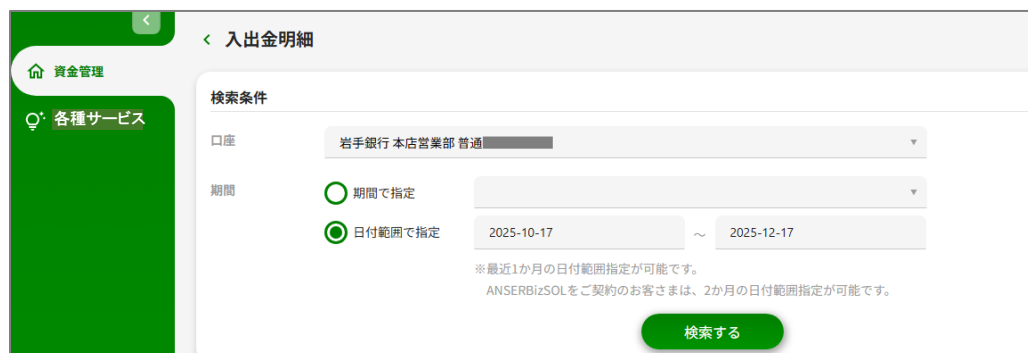 入出金明細
資金管理
各種サービス
検索条件
口座
岩手銀行 本店営業部 普通
期間
期間で指定
日付範囲で指定
2025-10-17 ～ 2025-12-17
※最近1か月の日付範囲指定が可能です。
ANSERBizSOLをご契約のお客さまは、2か月の日付範囲指定が可能です。
検索する